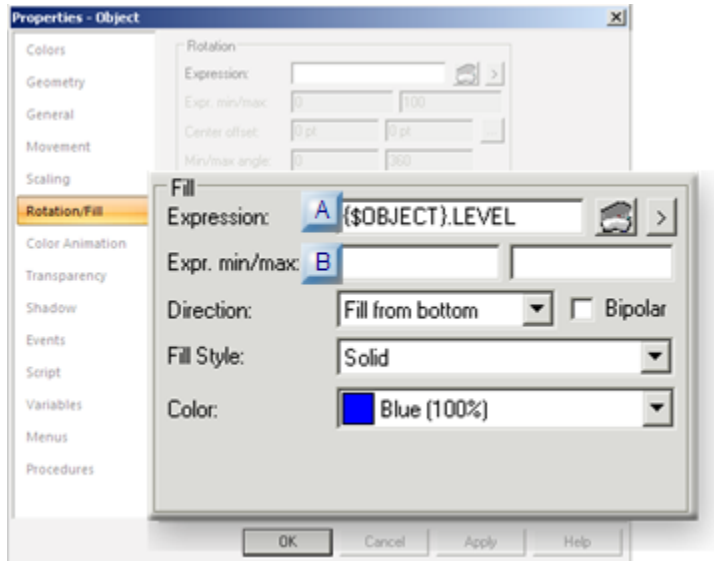 Properties - Object
Colors
Geometry
General
Movement
Scaling
Rotation/Fill
Color Animation
Transparency
Shadow
Events
Script
Variables
Menus
Procedures
Rotation
Expression: >
Expr. min/max: 0 100
Center offset: 0 pt 0 pt ...
Min/max angle: 0 360
Fill
Expression: A {$OBJECT}.LEVEL >
Expr. min/max: B
Direction: Fill from bottom Bipolar
Fill Style: Solid
Color: Blue (100%)
OK Cancel Apply Help